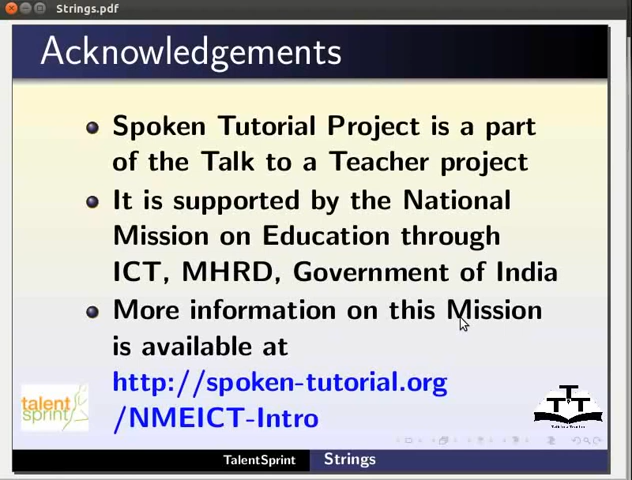 Strings.pdf
Acknowledgements
Spoken Tutorial Project is a part
of the Talk to a Teacher project
It is supported by the National
Mission on Education through
ICT, MHRD, Government of India
More information on this Mission
is available at
http://spoken-tutorial.org
/NMEICT-Intro
talent
sprint
TTT
TalentSprint
Strings